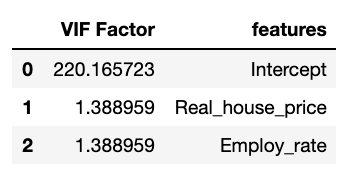 VIF Factor features
0 220.165723 Intercept
1 1.388959 Real_house_price
2 1.388959 Employ_rate